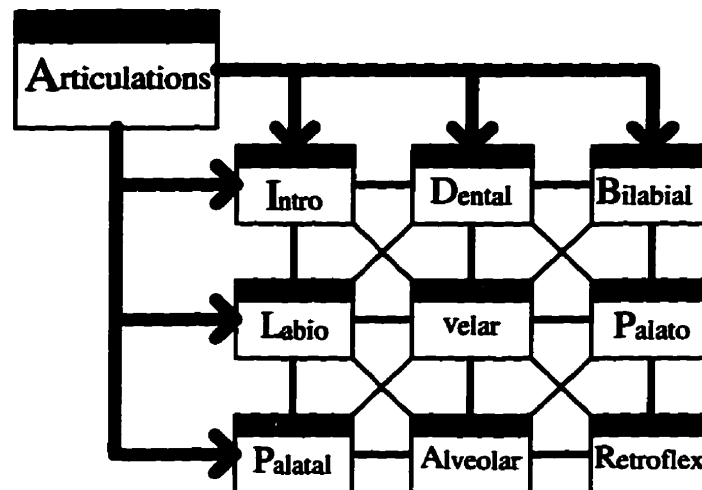 Articulations
Intro
Dental
Bilabial
Labio
velar
Palato
Palatal
Alveolar
Retroflex